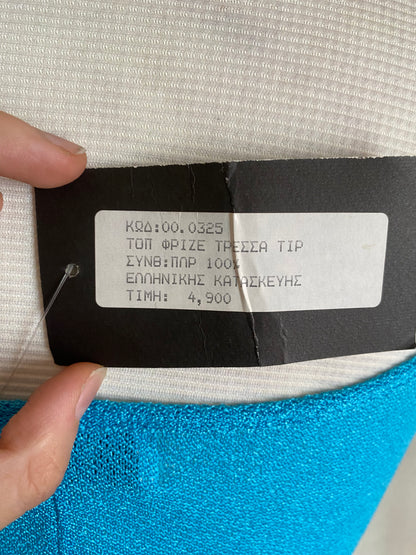 ΚΩΔ:00.0325
ΤΟΠ ΦΡΙΖΕ ΤΡΕΣΣΑ ΤΙΡ
ΣΥΝΘ:ΠΛΡ 100%
ΕΛΛΗΝΙΚΗΣ ΚΑΤΑΣΚΕΥΗΣ
ΤΙΜΗ: 4,900